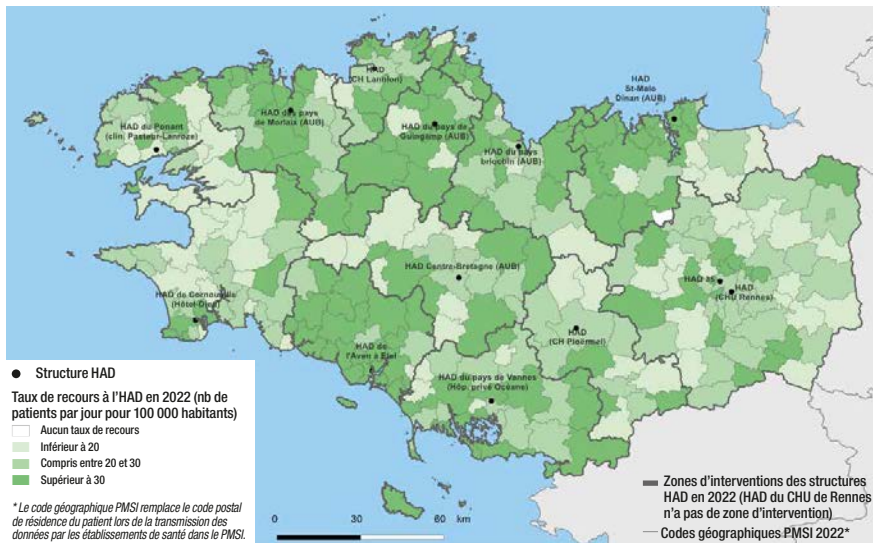 HAD
(CH Lannion)
HAD
St-Malo
Dinan (AUB)
HAD des pays
de Morlaix (AUB)
HAD du Ponant
(clin. Pasteur-Lanroze)
HAD du pays de
Guingamp (AUB)
HAD du pays
briochin (AUB)
HAD Centre-Bretagne (AUB)
HAD 35
HAD
(CHU Rennes)
HAD de Cornouaille
(Hôtel-Dieu)
HAD
(CH Ploërmel)
HAD de
l'Aven à Etel
HAD du pays de Vannes
(Hôp. privé Océane)
Structure HAD
Taux de recours à l'HAD en 2022 (nb de
patients par jour pour 100 000 habitants)
Aucun taux de recours
Inférieur à 20
Compris entre 20 et 30
Supérieur à 30
* Le code géographique PMSI remplace le code postal
de résidence du patient lors de la transmission des
données par les établissements de santé dans le PMSI.
0 30 60 km
Zones d'interventions des structures
HAD en 2022 (HAD du CHU de Rennes
n'a pas de zone d'intervention)
Codes géographiques PMSI 2022*